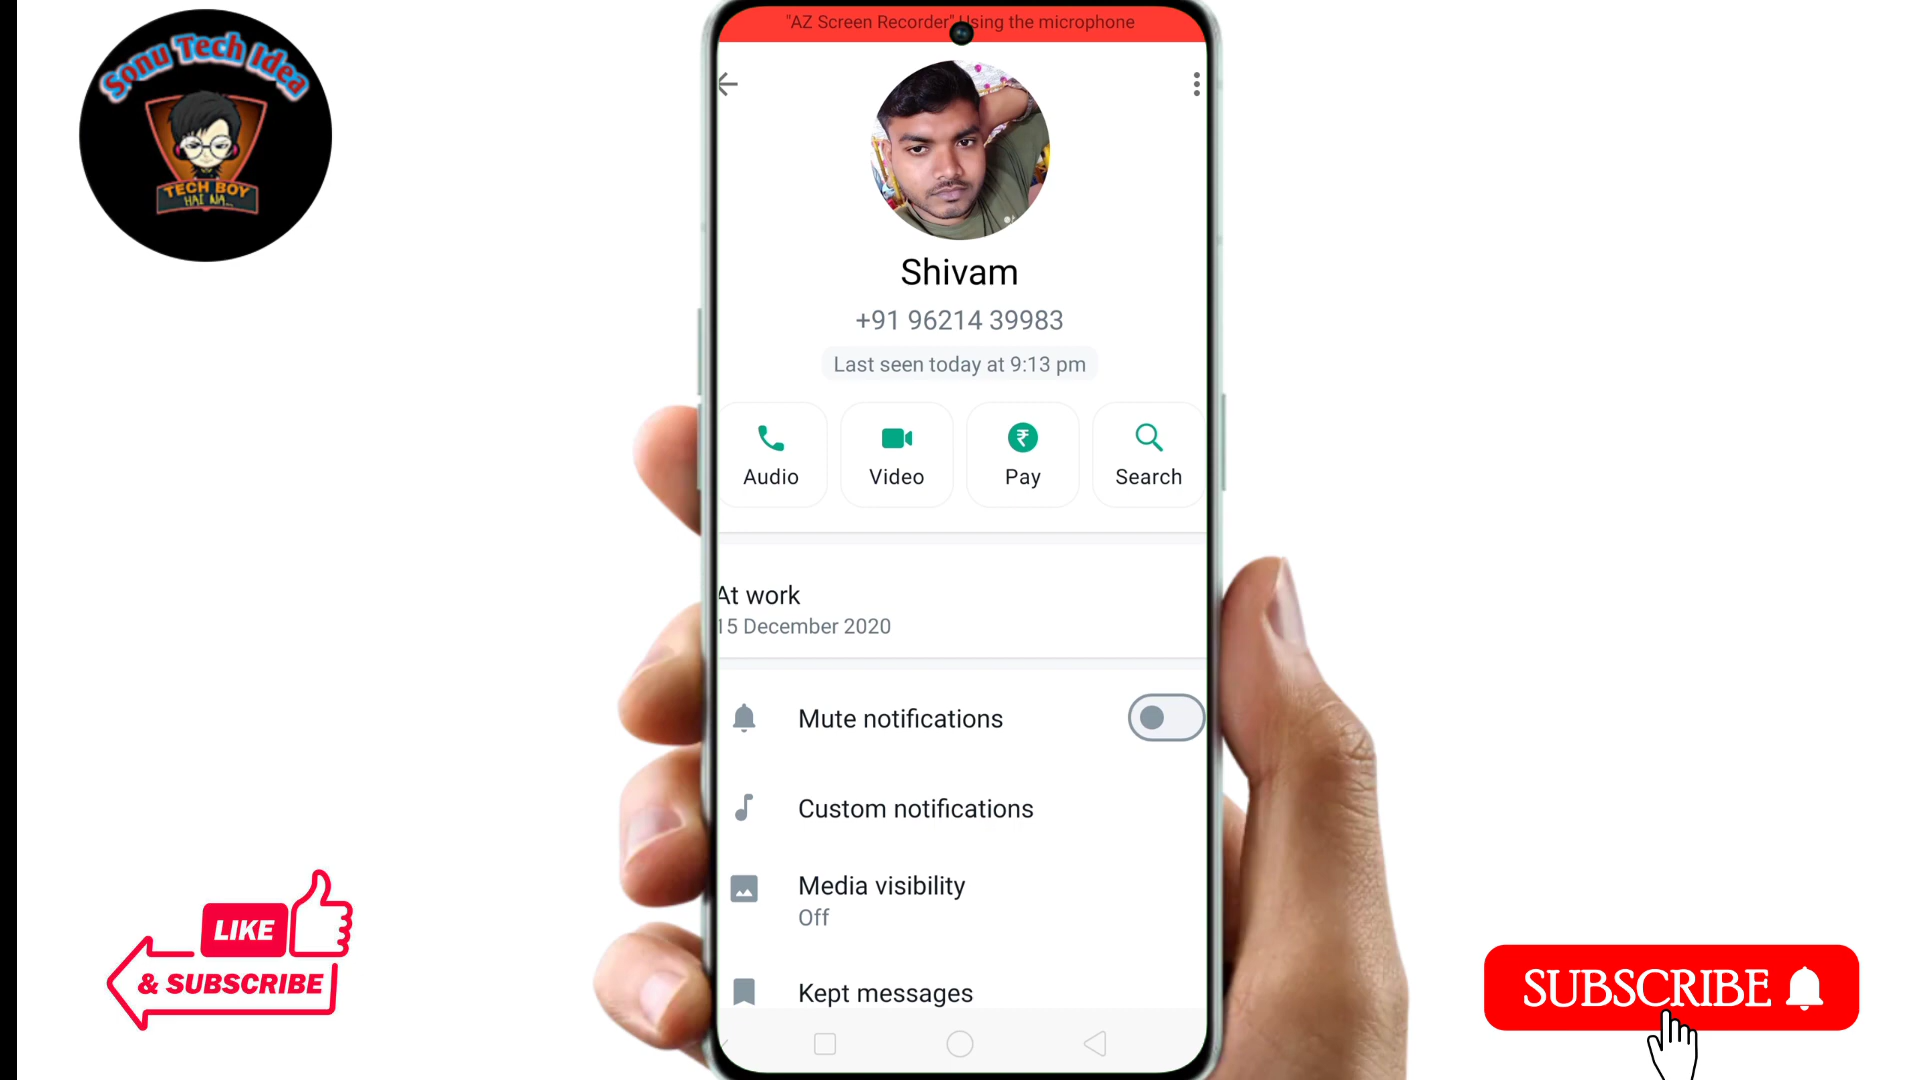 Sonu Tech Idea
TECH BOY
HAI NA..
"AZ Screen Recorder" Using the microphone
Shivam
+91 96214 39983
Last seen today at 9:13 pm
Audio
Video
Pay
Search
At work
15 December 2020
Mute notifications
Custom notifications
Media visibility
Off
Kept messages
LIKE
& SUBSCRIBE
SUBSCRIBE